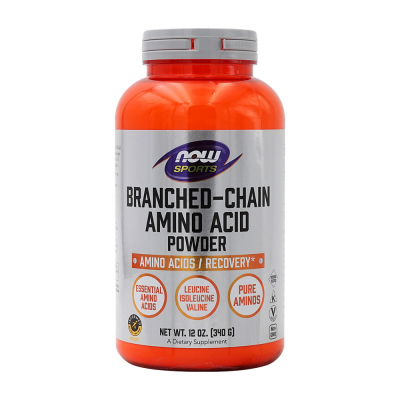 NOW
SPORTS
BRANCHED-CHAIN
AMINO ACID
POWDER
AMINO ACIDS / RECOVERY*
ESSENTIAL
AMINO
ACIDS
LEUCINE
ISOLEUCINE
VALINE
PURE
AMINOS
NET WT. 12 OZ. (340 G)
A Dietary Supplement